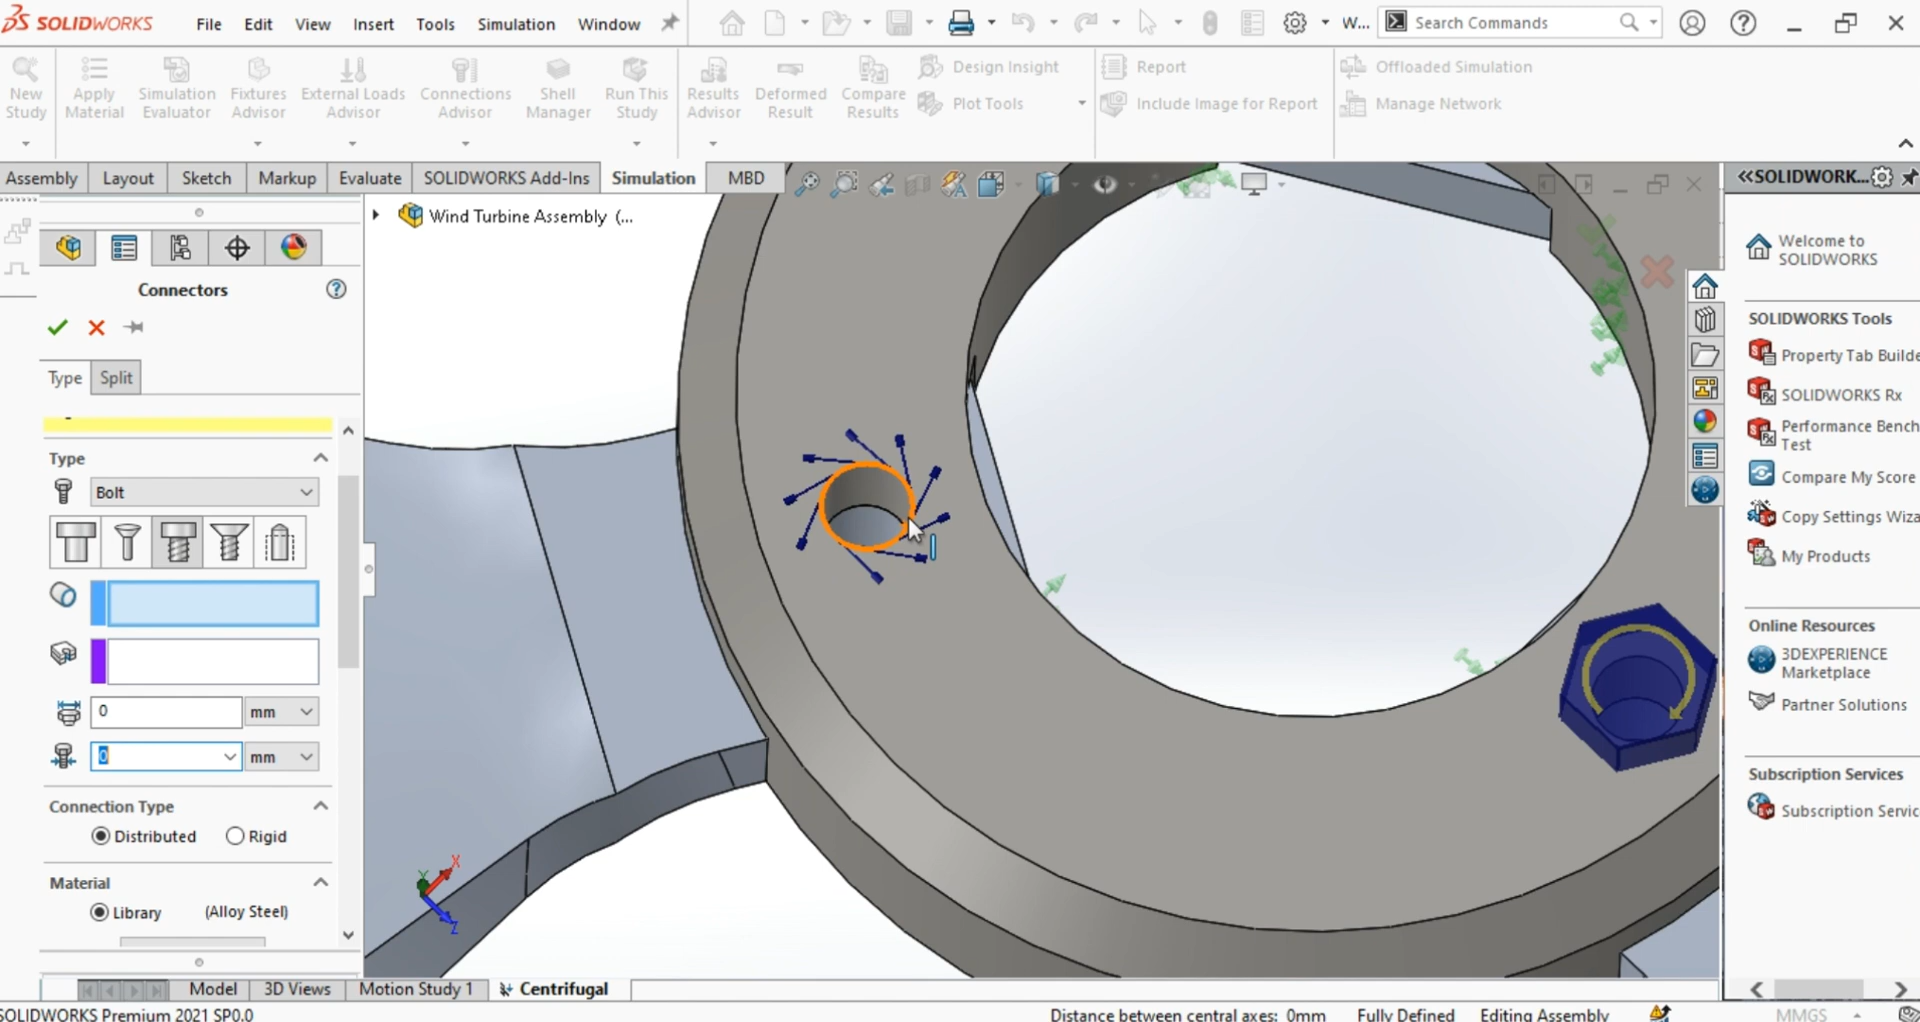 SOLIDWORKS File Edit View Insert Tools Simulation Window W... Search Commands
New Study
Apply Material
Simulation Evaluator
Fixtures Advisor
External Loads Advisor
Connections Advisor
Shell Manager
Run This Study
Results Advisor
Deformed Result
Compare Results
Design Insight
Plot Tools
Report
Include Image for Report
Offloaded Simulation
Manage Network
Assembly Layout Sketch Markup Evaluate SOLIDWORKS Add-Ins Simulation MBD
Wind Turbine Assembly (...
Connectors
Type Split
Type
Bolt
0 mm
0 mm
Connection Type
Distributed Rigid
Material
Library (Alloy Steel)
X
Y
Z
SOLIDWORK...
Welcome to
SOLIDWORKS
SOLIDWORKS Tools
Property Tab Builde
SOLIDWORKS Rx
Performance Bench
Test
Compare My Score
Copy Settings Wiza
My Products
Online Resources
3DEXPERIENCE
Marketplace
Partner Solutions
Subscription Services
Subscription Servic
Model 3D Views Motion Study 1 Centrifugal
SOLIDWORKS Premium 2021 SP0.0 Distance between central axes: 0mm Fully Defined Editing Assembly MMGS